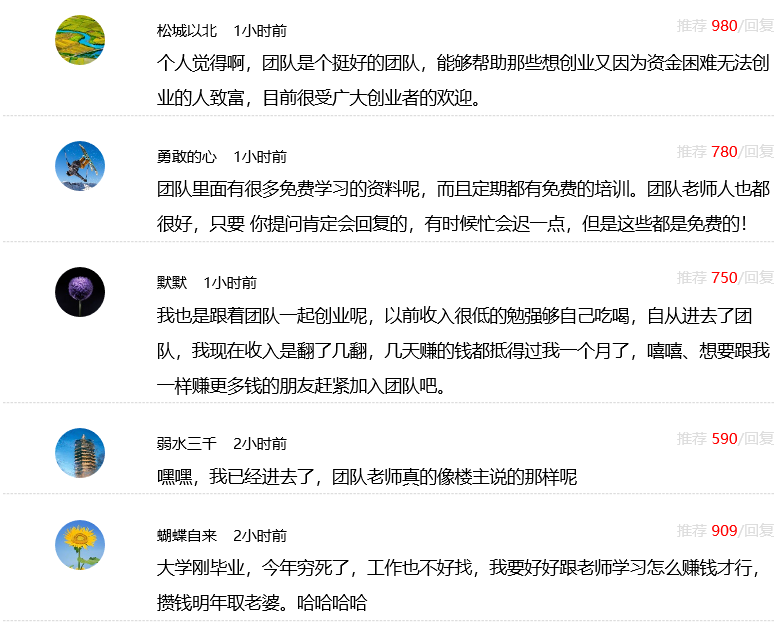 松城以北 1小时前 推荐 980/回复
个人觉得啊，团队是个挺好的团队，能够帮助那些想创业又因为资金困难无法创
业的人致富，目前很受广大创业者的欢迎。
勇敢的心 1小时前 推荐 780/回复
团队里面有很多免费学习的资料呢，而且定期都有免费的培训。团队老师人也都
很好，只要 你提问肯定会回复的，有时候忙会迟一点，但是这些都是免费的！
默默 1小时前 推荐 750/回复
我也是跟着团队一起创业呢，以前收入很低的勉强够自己吃喝，自从进去了团
队，我现在收入是翻了几翻，几天赚的钱都抵得过我一个月了，嘻嘻、想要跟我
一样赚更多钱的朋友赶紧加入团队吧。
弱水三千 2小时前 推荐 590/回复
嘿嘿，我已经进去了，团队老师真的像楼主说的那样呢
蝴蝶自来 2小时前 推荐 909/回复
大学刚毕业，今年穷死了，工作也不好找，我要好好跟老师学习怎么赚钱才行，
攒钱明年取老婆。哈哈哈哈